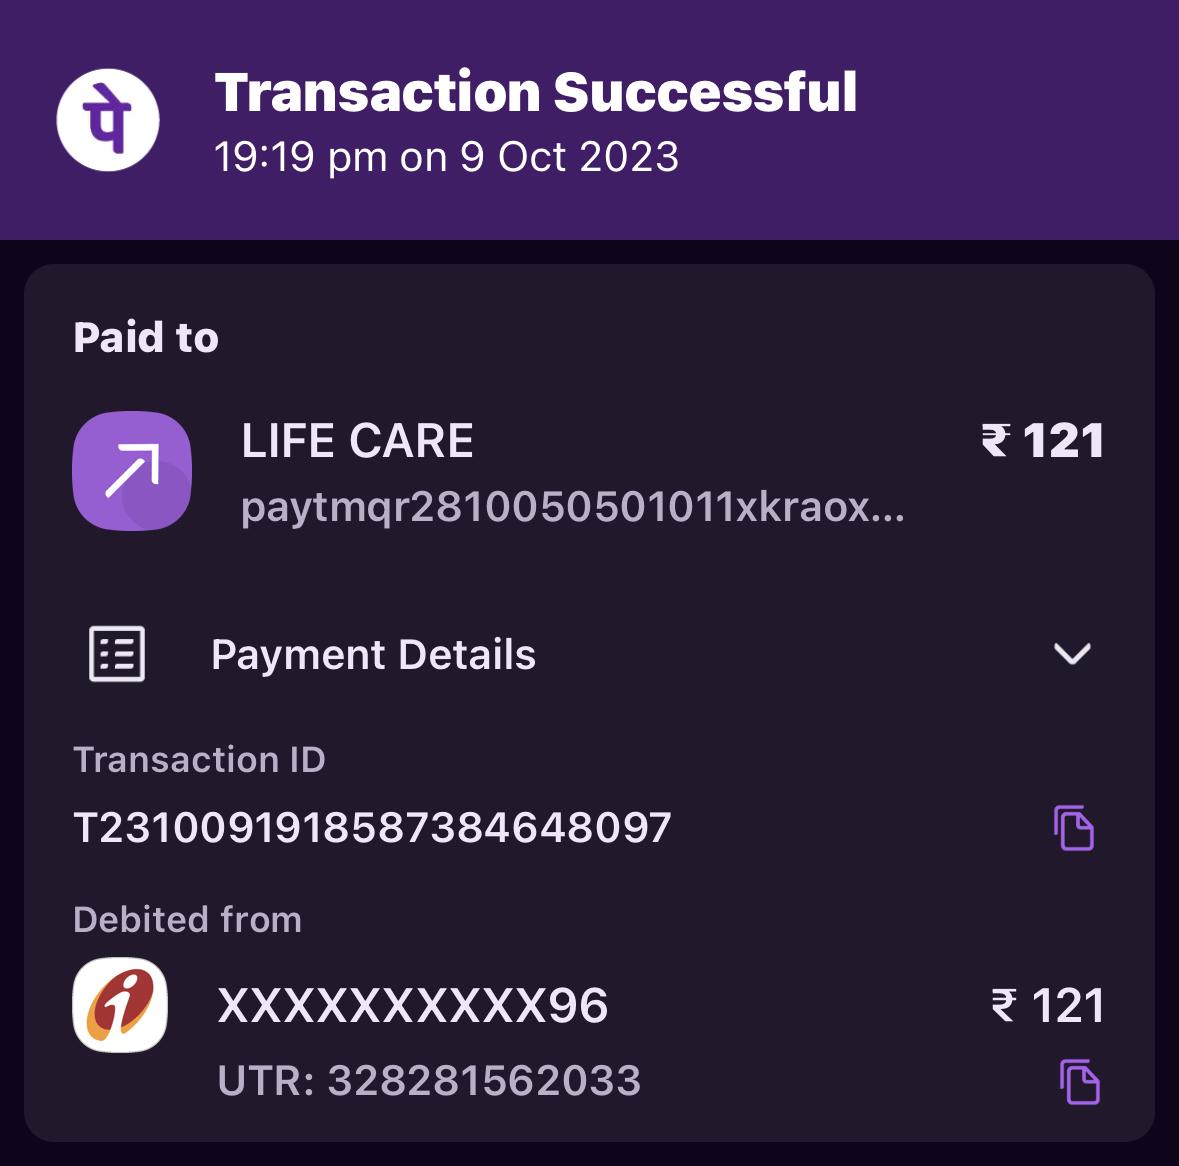 पे
Transaction Successful
19:19 pm on 9 Oct 2023
Paid to
LIFE CARE
₹ 121
paytmqr2810050501011xkraox...
Payment Details
Transaction ID
T2310091918587384648097
Debited from
XXXXXXXXXX96
₹ 121
UTR: 328281562033